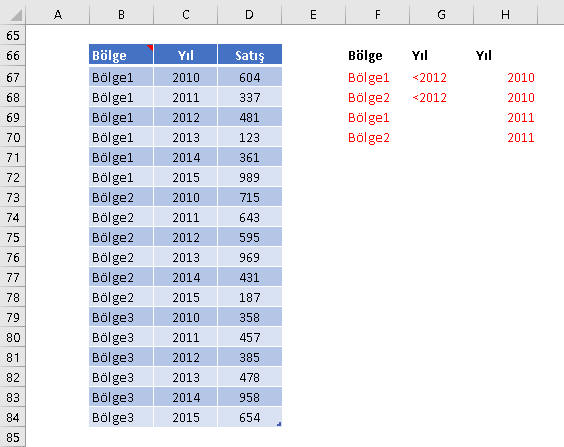 A B C D E F G H
65
66 Bölge Yıl Satış Bölge Yıl Yıl
67 Bölge1 2010 604 Bölge1 <2012 2010
68 Bölge1 2011 337 Bölge2 <2012 2010
69 Bölge1 2012 481 Bölge1 2011
70 Bölge1 2013 123 Bölge2 2011
71 Bölge1 2014 361
72 Bölge1 2015 989
73 Bölge2 2010 715
74 Bölge2 2011 643
75 Bölge2 2012 595
76 Bölge2 2013 969
77 Bölge2 2014 431
78 Bölge2 2015 187
79 Bölge3 2010 358
80 Bölge3 2011 457
81 Bölge3 2012 385
82 Bölge3 2013 478
83 Bölge3 2014 958
84 Bölge3 2015 654
85